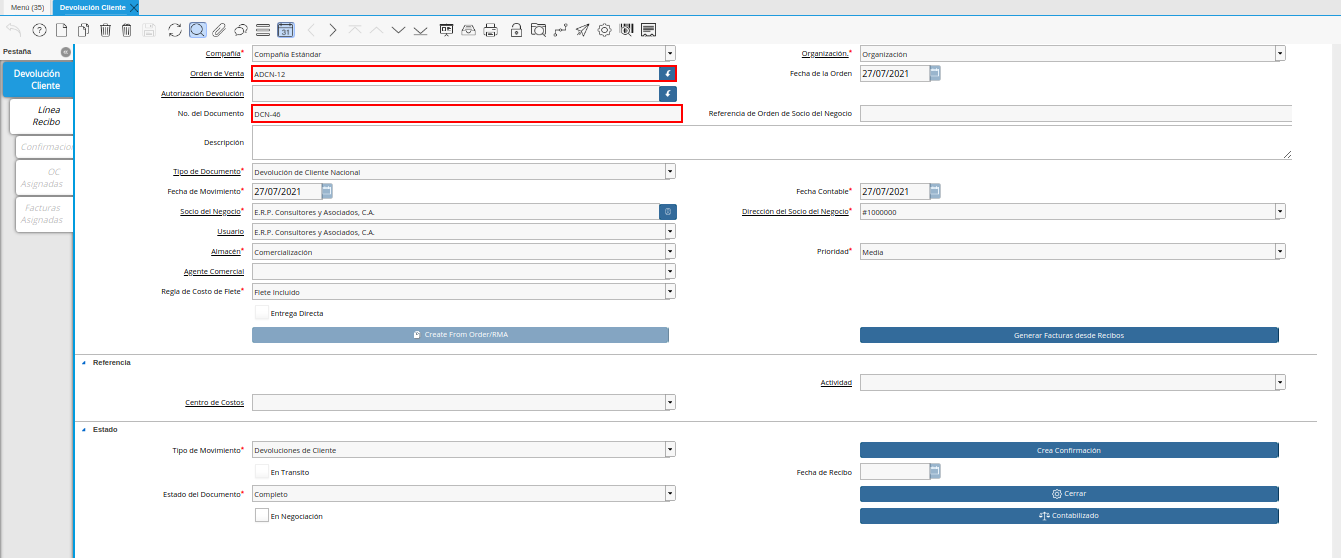 Menú (35)
Devolución Cliente
31
Pestaña
Devolución
Cliente
Línea
Recibo
Confirmacion
OC
Asignadas
Facturas
Asignadas
Compañía* Compañía Estándar Organización.* Organización
Orden de Venta ADCN-12 Fecha de la Orden 27/07/2021
Autorización Devolución
No. del Documento DCN-46 Referencia de Orden de Socio del Negocio
Descripción
Tipo de Documento* Devolución de Cliente Nacional
Fecha de Movimiento* 27/07/2021 Fecha Contable* 27/07/2021
Socio del Negocio* E.R.P. Consultores y Asociados, C.A. Dirección del Socio del Negocio* #1000000
Usuario E.R.P. Consultores y Asociados, C.A.
Almacén* Comercialización Prioridad* Media
Agente Comercial
Regla de Costo de Flete* Flete Incluido
Entrega Directa
Create From Order/RMA Generar Facturas desde Recibos
Referencia
Actividad
Centro de Costos
Estado
Tipo de Movimiento* Devoluciones de Cliente Crea Confirmación
En Transito Fecha de Recibo
Estado del Documento* Completo Cerrar
En Negociación Contabilizado